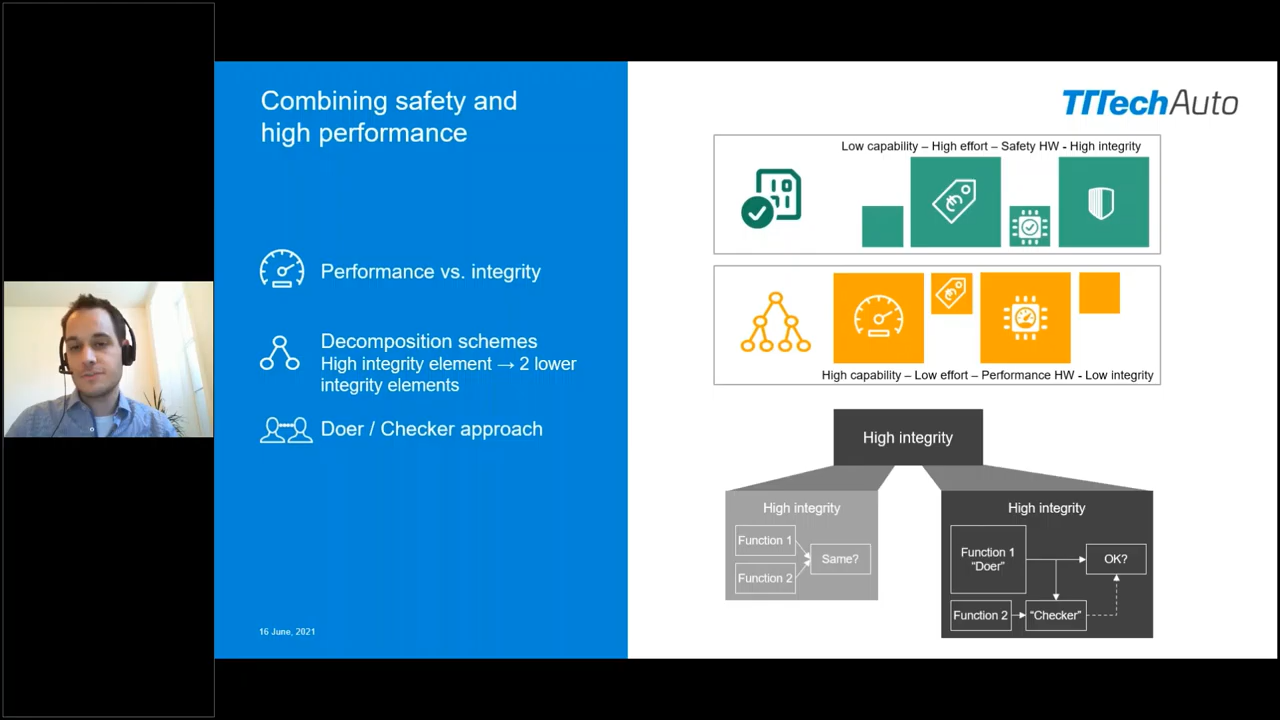 Combining safety and
high performance
Performance vs. integrity
Decomposition schemes
High integrity element → 2 lower
integrity elements
Doer / Checker approach
16 June, 2021
TTTechAuto
Low capability – High effort – Safety HW - High integrity
High capability – Low effort – Performance HW - Low integrity
High integrity
High integrity
Function 1
Function 2
Same?
High integrity
Function 1
“Doer”
OK?
Function 2
“Checker”